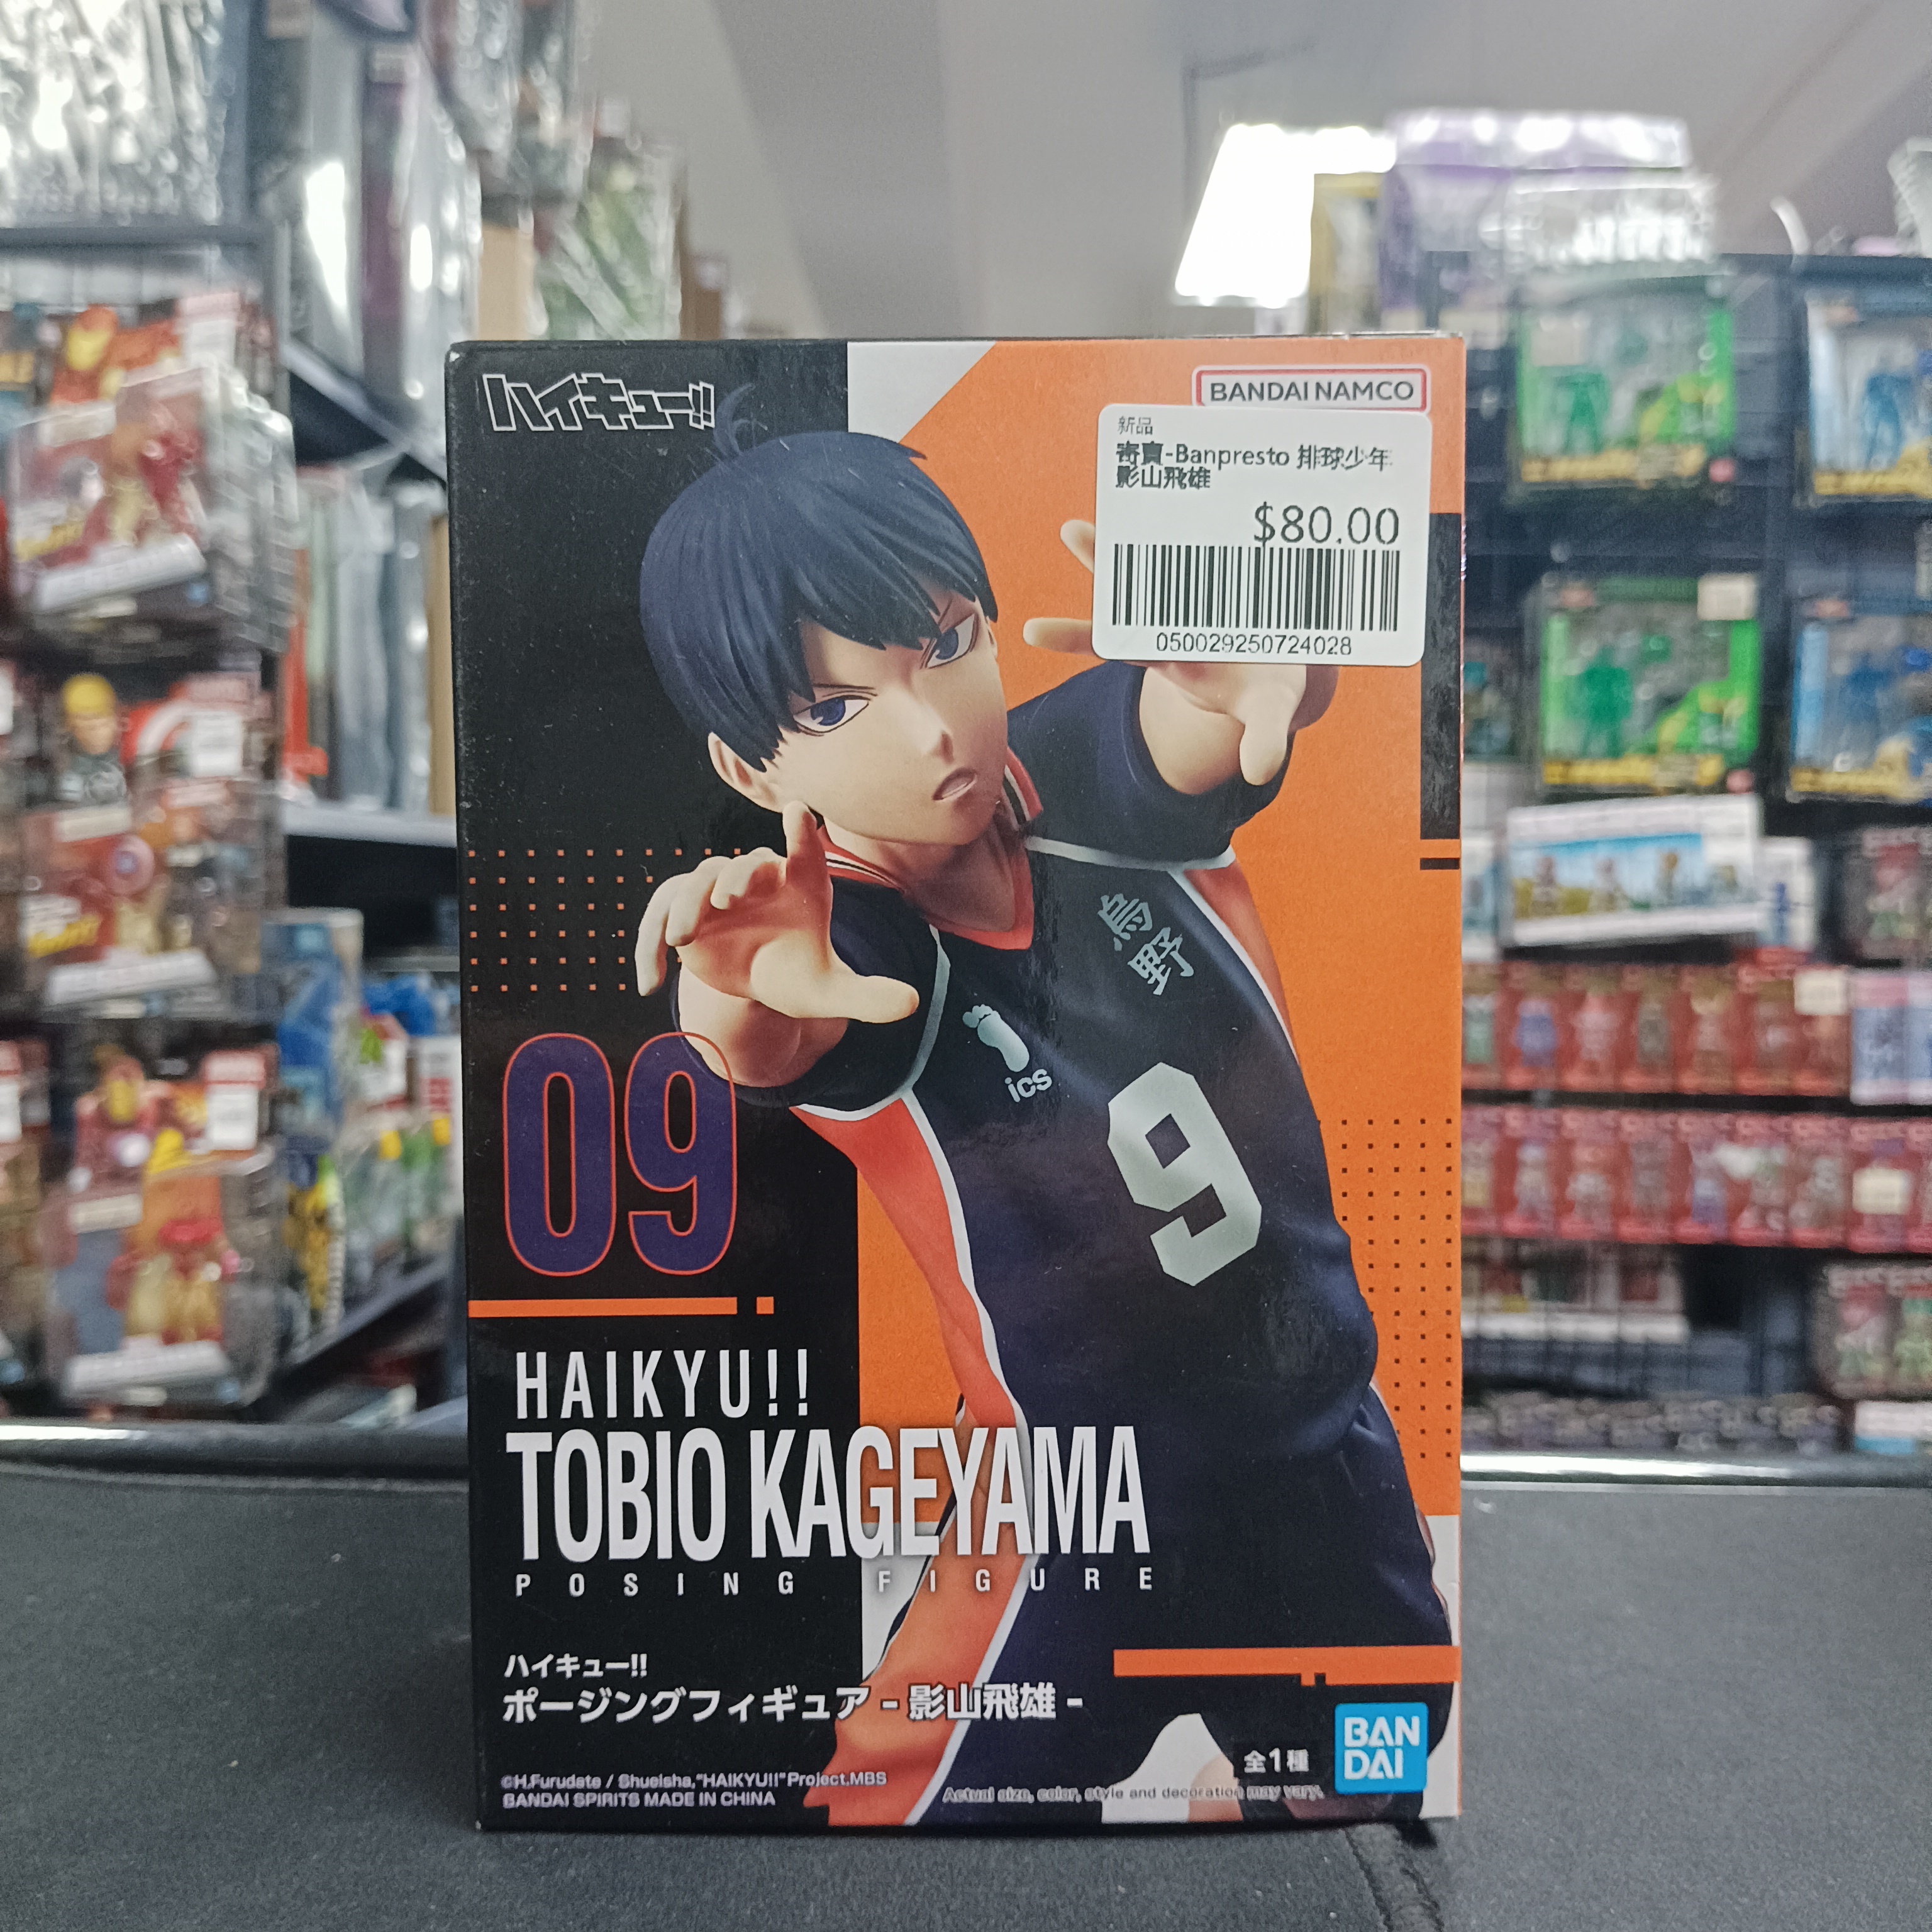 ハイキュー!!
BANDAI NAMCO
新品
寄賣-Banpresto 排球少年
影山飛雄
$80.00
050029250724028
烏野
ics
9
09
HAIKYU!!
TOBIO KAGEYAMA
POSING FIGURE
ハイキュー!!
ポージングフィギュア - 影山飛雄 -
全1種
BAN
DAI
©H.Furudate / Shueisha,"HAIKYU!!"Project,MBS
BANDAI SPIRITS MADE IN CHINA
Actual size, color, style and decoration may vary.